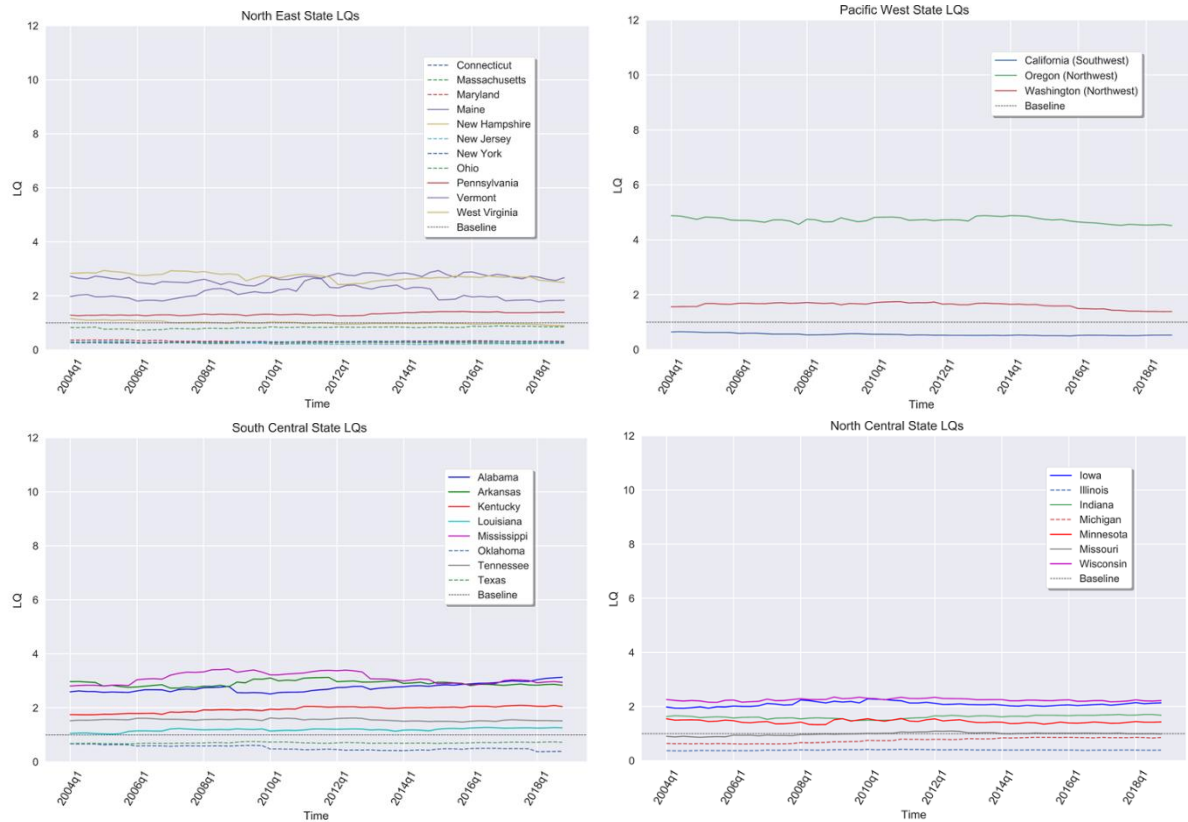 North East State LQs
12
10
8
6
4
2
0
LQ
Connecticut
Massachusetts
Maryland
Maine
New Hampshire
New Jersey
New York
Ohio
Pennsylvania
Vermont
West Virginia
Baseline
2004q1
2006q1
2008q1
2010q1
2012q1
2014q1
2016q1
2018q1
Time
Pacific West State LQs
12
10
8
6
4
2
0
LQ
California (Southwest)
Oregon (Northwest)
Washington (Northwest)
Baseline
2004q1
2006q1
2008q1
2010q1
2012q1
2014q1
2016q1
2018q1
Time
South Central State LQs
12
10
8
6
4
2
0
LQ
Alabama
Arkansas
Kentucky
Louisiana
Mississippi
Oklahoma
Tennessee
Texas
Baseline
2004q1
2006q1
2008q1
2010q1
2012q1
2014q1
2016q1
2018q1
Time
North Central State LQs
12
10
8
6
4
2
0
LQ
Iowa
Illinois
Indiana
Michigan
Minnesota
Missouri
Wisconsin
Baseline
2004q1
2006q1
2008q1
2010q1
2012q1
2014q1
2016q1
2018q1
Time